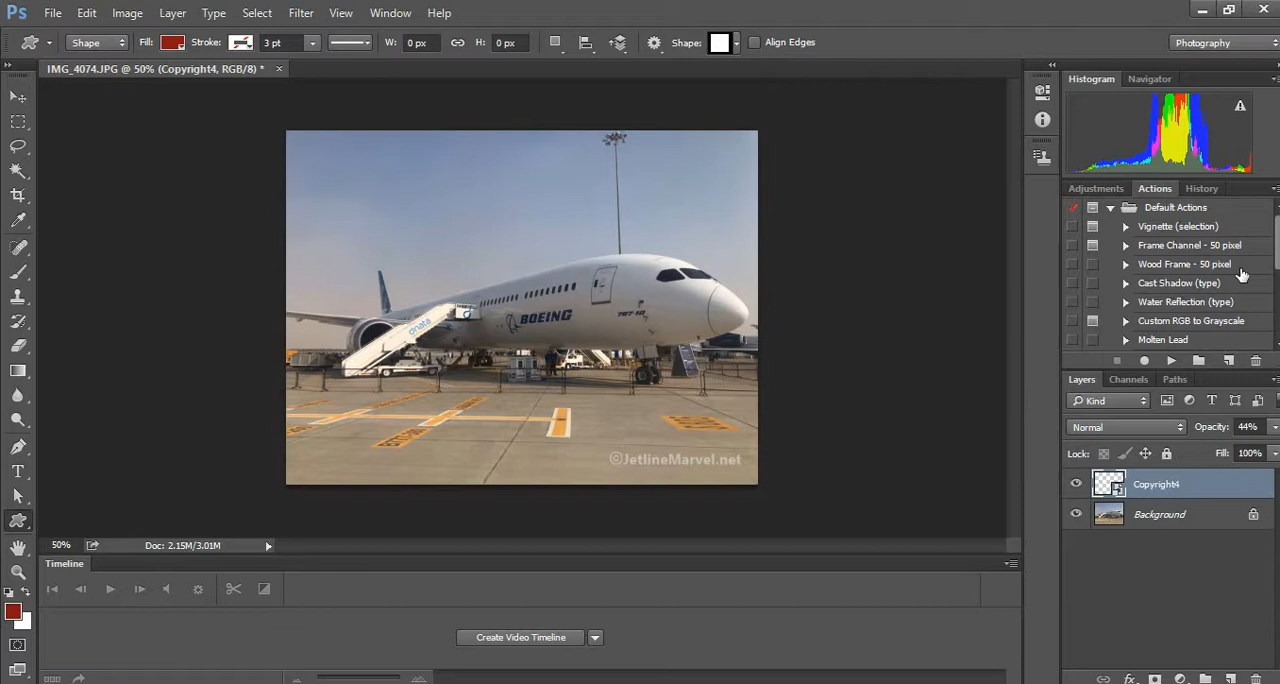 Ps File Edit Image Layer Type Select Filter View Window Help
Shape Fill: Stroke: 3 pt W: 0 px H: 0 px Shape: Align Edges Photography
IMG_4074.JPG @ 50% (Copyright4, RGB/8) * ×
Histogram Navigator
Adjustments Actions History
Default Actions
Vignette (selection)
Frame Channel - 50 pixel
Wood Frame - 50 pixel
Cast Shadow (type)
Water Reflection (type)
Custom RGB to Grayscale
Molten Lead
dnata
BOEING
787-10
©JetlineMarvel.net
Layers Channels Paths
Kind
Normal Opacity: 44%
Lock: Fill: 100%
Copyright4
Background
50% Doc: 2.15M/3.01M
Timeline
Create Video Timeline